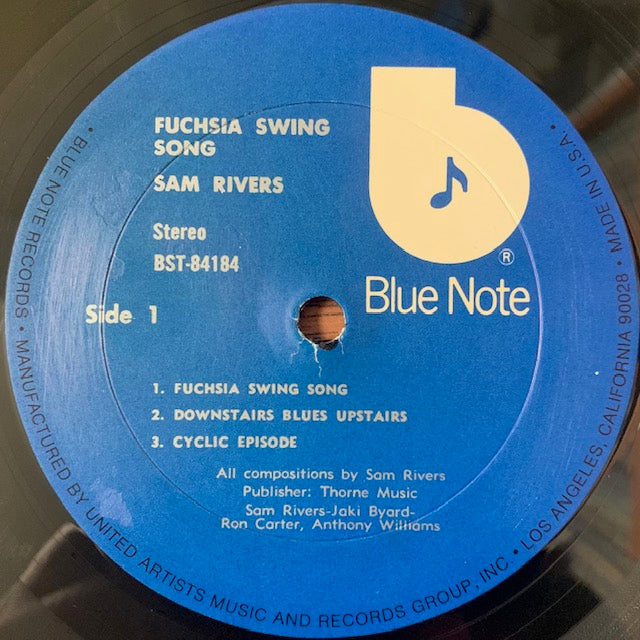 FUCHSIA SWING
SONG
SAM RIVERS
Stereo
BST-84184
Side 1
®
Blue Note
1. FUCHSIA SWING SONG
2. DOWNSTAIRS BLUES UPSTAIRS
3. CYCLIC EPISODE
All compositions by Sam Rivers
Publisher: Thorne Music
Sam Rivers-Jaki Byard-
Ron Carter, Anthony Williams
• BLUE NOTE RECORDS • MANUFACTURED BY UNITED ARTISTS MUSIC AND RECORDS GROUP, INC • LOS ANGELES, CALIFORNIA 90028 • MADE IN U.S.A.